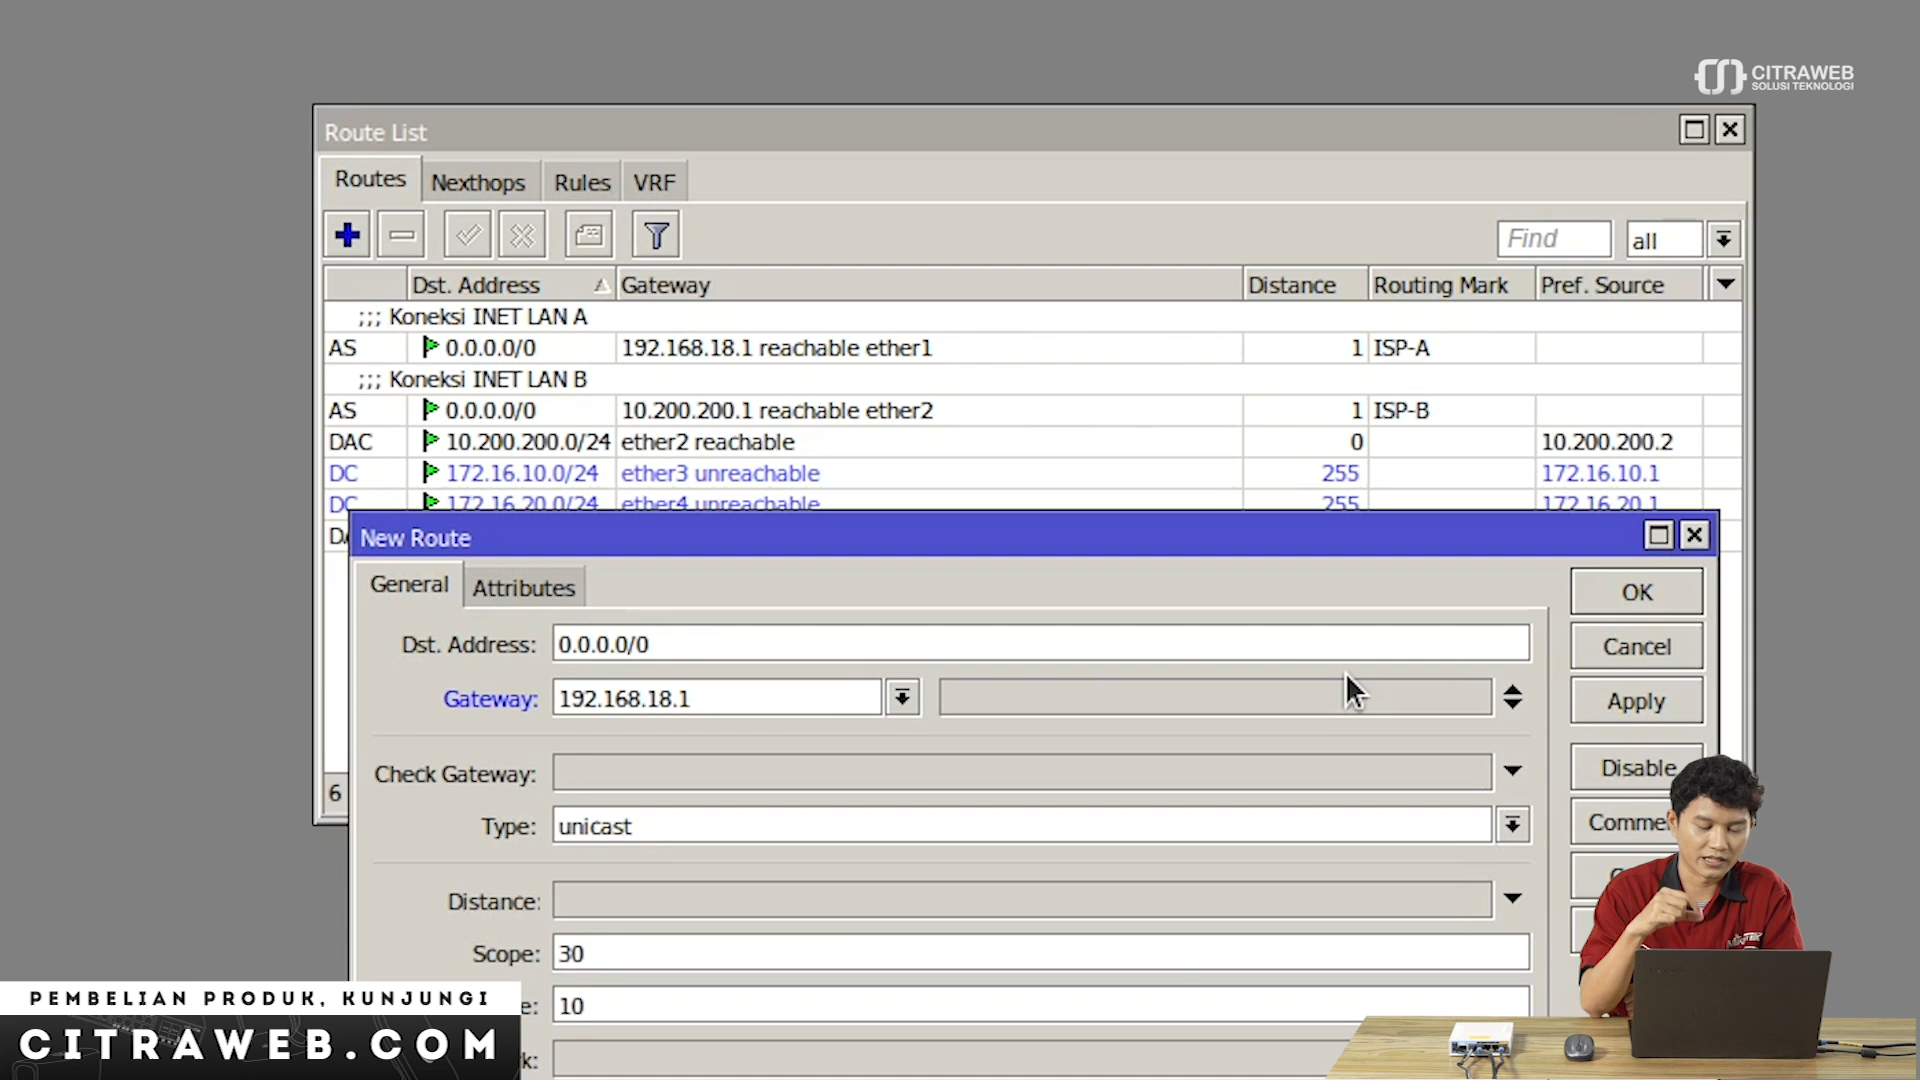 CITRAWEB
SOLUSI TEKNOLOGI
Route List
Routes Nexthops Rules VRF
Find all
Dst. Address Gateway Distance Routing Mark Pref. Source
;;; Koneksi INET LAN A
AS 0.0.0.0/0 192.168.18.1 reachable ether1 1 ISP-A
;;; Koneksi INET LAN B
AS 0.0.0.0/0 10.200.200.1 reachable ether2 1 ISP-B
DAC 10.200.200.0/24 ether2 reachable 0 10.200.200.2
DC 172.16.10.0/24 ether3 unreachable 255 172.16.10.1
DC 172.16.20.0/24 ether4 unreachable 255 172.16.20.1
New Route
General Attributes
OK
Dst. Address: 0.0.0.0/0
Cancel
Gateway: 192.168.18.1
Apply
Check Gateway:
Disable
Type: unicast
Distance:
Scope: 30
10
6
PEMBELIAN PRODUK, KUNJUNGI
CITRAWEB.COM